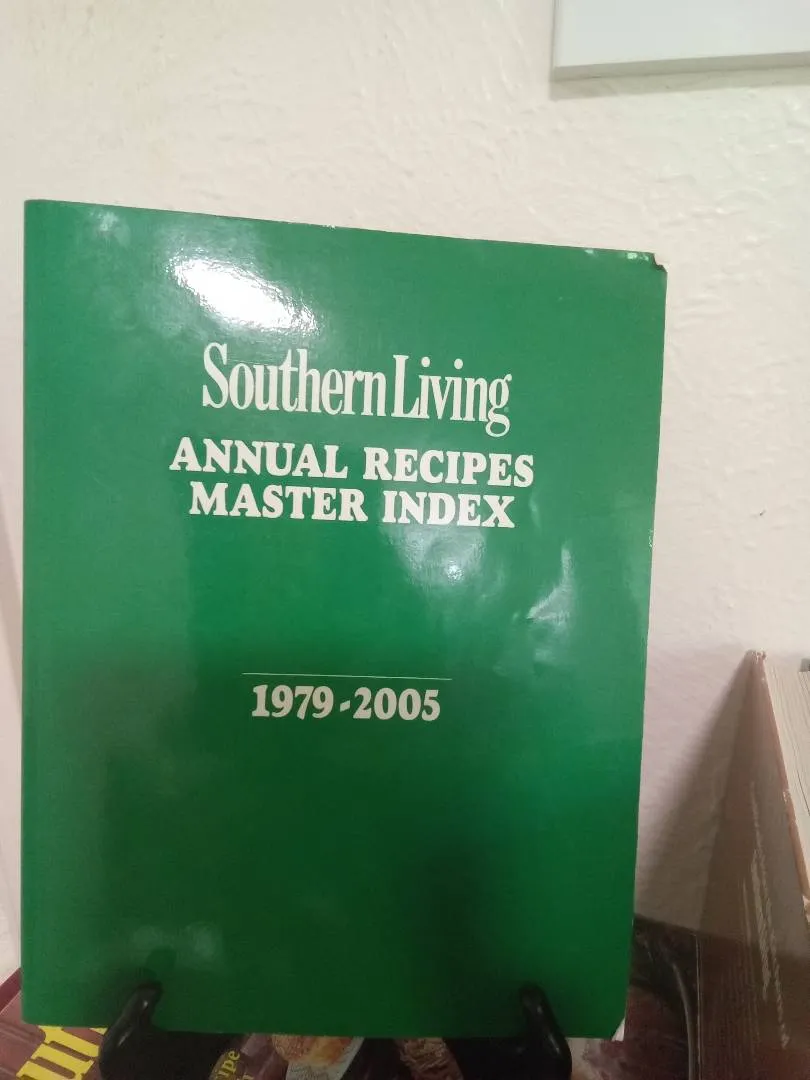 Southern Living
ANNUAL RECIPES
MASTER INDEX
1979-2005